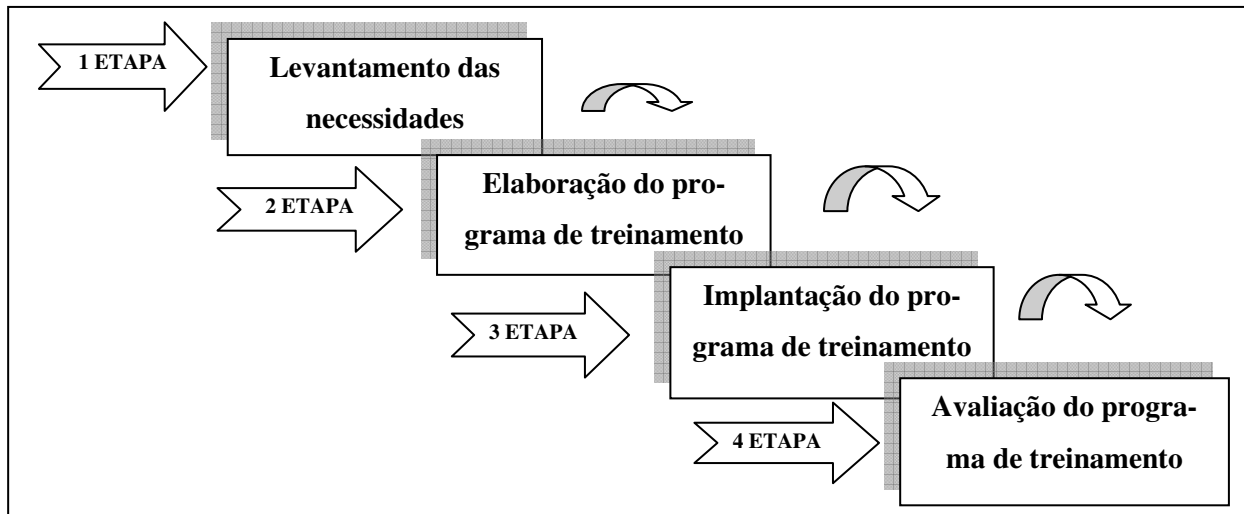 1 ETAPA
Levantamento das
necessidades
2 ETAPA
Elaboração do pro-
grama de treinamento
3 ETAPA
Implantação do pro-
grama de treinamento
4 ETAPA
Avaliação do progra-
ma de treinamento